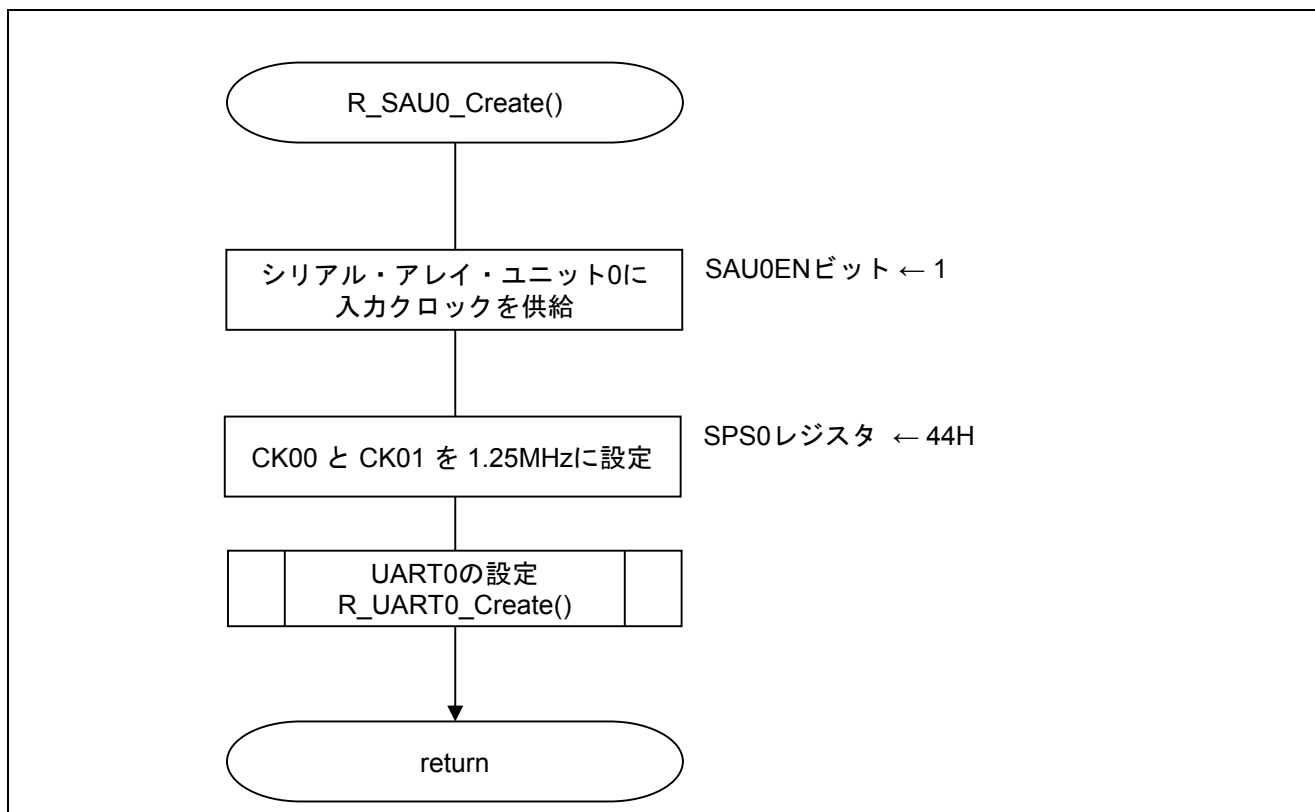 R_SAU0_Create()
シリアル・アレイ・ユニット0に
入力クロックを供給
SAU0ENビット ← 1
CK00 と CK01 を 1.25MHzに設定
SPS0レジスタ ← 44H
UART0の設定
R_UART0_Create()
return